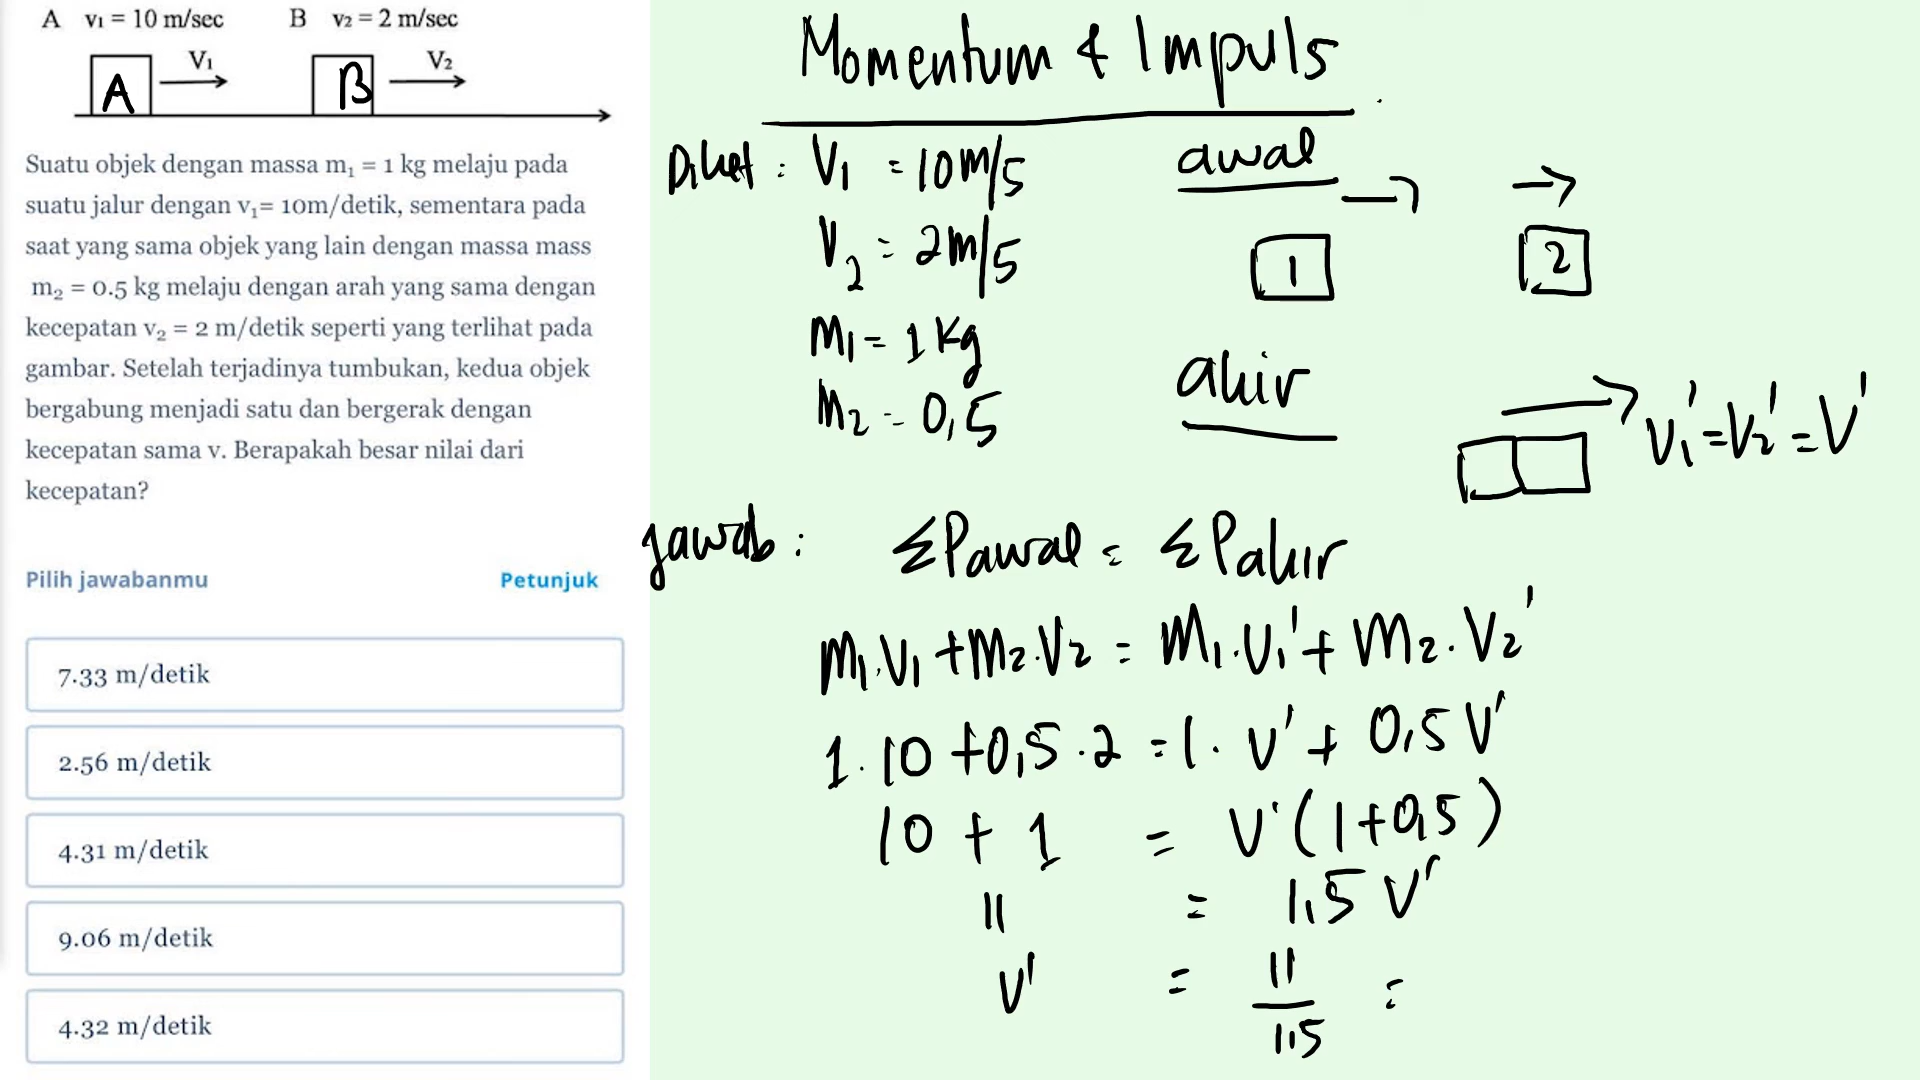 A v₁ = 10 m/sec B v₂ = 2 m/sec
V₁ V₂
A B
Suatu objek dengan massa m₁ = 1 kg melaju pada
suatu jalur dengan v₁= 10m/detik, sementara pada
saat yang sama objek yang lain dengan massa mass
m₂ = 0.5 kg melaju dengan arah yang sama dengan
kecepatan v₂ = 2 m/detik seperti yang terlihat pada
gambar. Setelah terjadinya tumbukan, kedua objek
bergabung menjadi satu dan bergerak dengan
kecepatan sama v. Berapakah besar nilai dari
kecepatan?
Pilih jawabanmu Petunjuk
7.33 m/detik
2.56 m/detik
4.31 m/detik
9.06 m/detik
4.32 m/detik
Momentum & Impuls
Diket : V₁ = 10 m/s
V₂ = 2 m/s
m₁ = 1 kg
m₂ = 0,5
awal
1 2
akir
V₁' = V₂' = V'
Jawab : ΣPawal = ΣPakir
m₁.V₁ + m₂.V₂ = m₁.V₁' + m₂.V₂'
1.10 + 0,5.2 = 1.V' + 0,5 V'
10 + 1 = V' (1 + 0,5)
11 = 1,5 V'
V' = 11/1,5 =